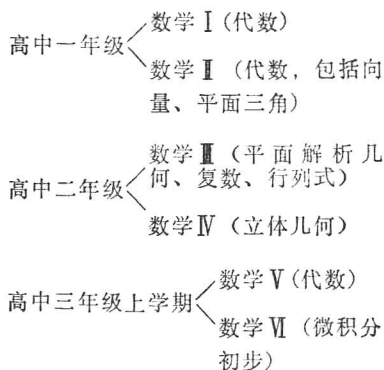 数学Ⅰ(代数)
高中一年级
数学Ⅱ(代数，包括向
量、平面三角)
数学Ⅲ(平面解析几
何、复数、行列式)
高中二年级
数学Ⅳ(立体几何)
数学Ⅴ(代数)
高中三年级上学期
数学Ⅵ(微积分
初步)